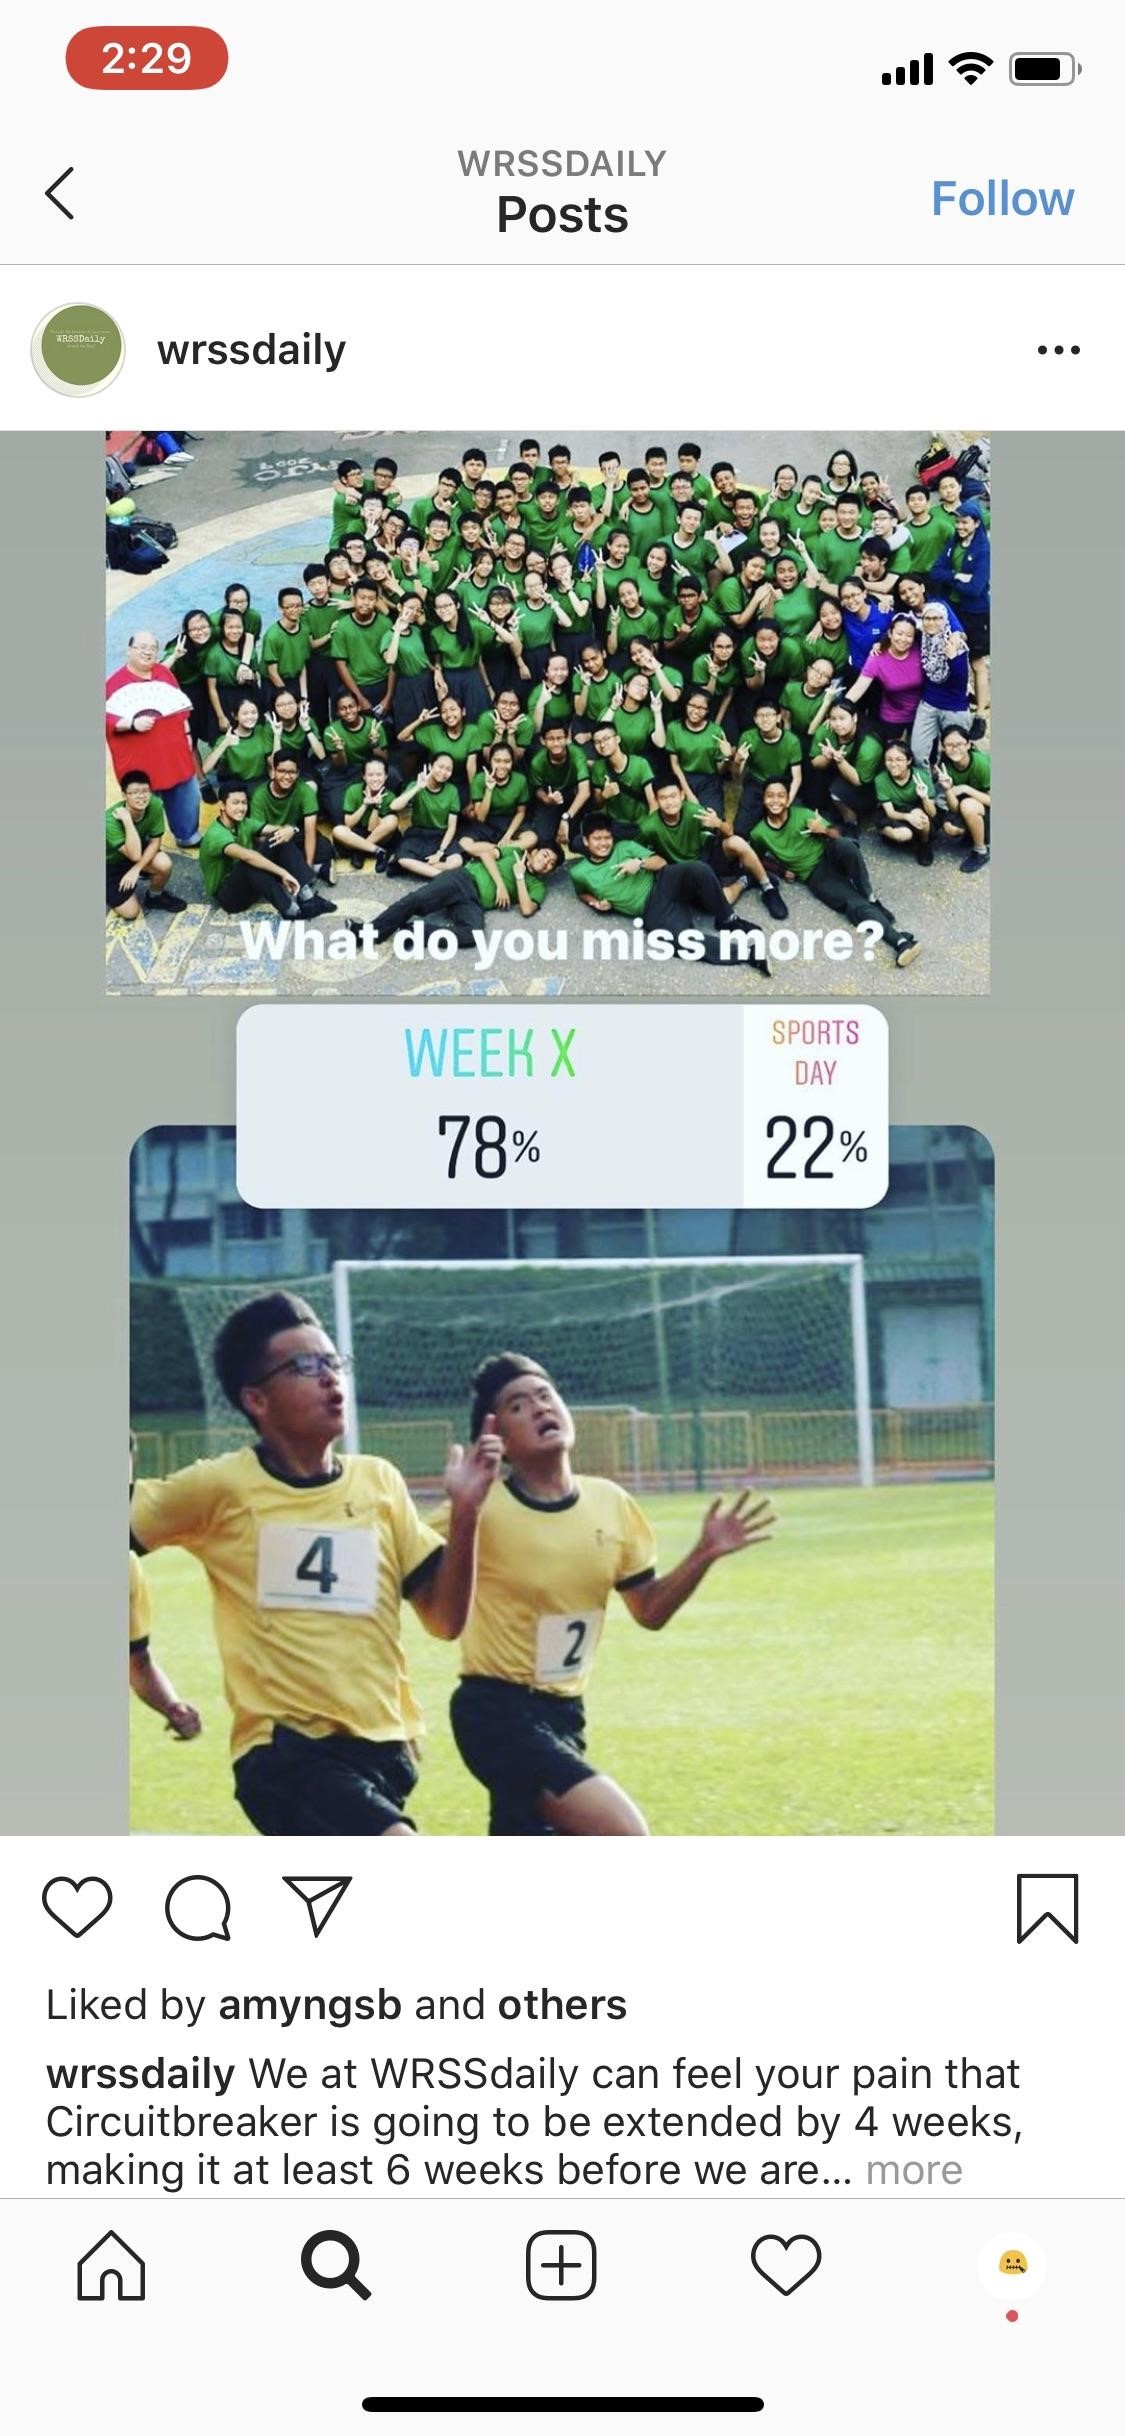 2:29
WRSSDAILY
Posts
Follow
WRSSDaily
wrssdaily
What do you miss more?
WEEK X
78%
SPORTS
DAY
22%
4
2
Liked by amyngsb and others
wrssdaily We at WRSSdaily can feel your pain that
Circuitbreaker is going to be extended by 4 weeks,
making it at least 6 weeks before we are... more